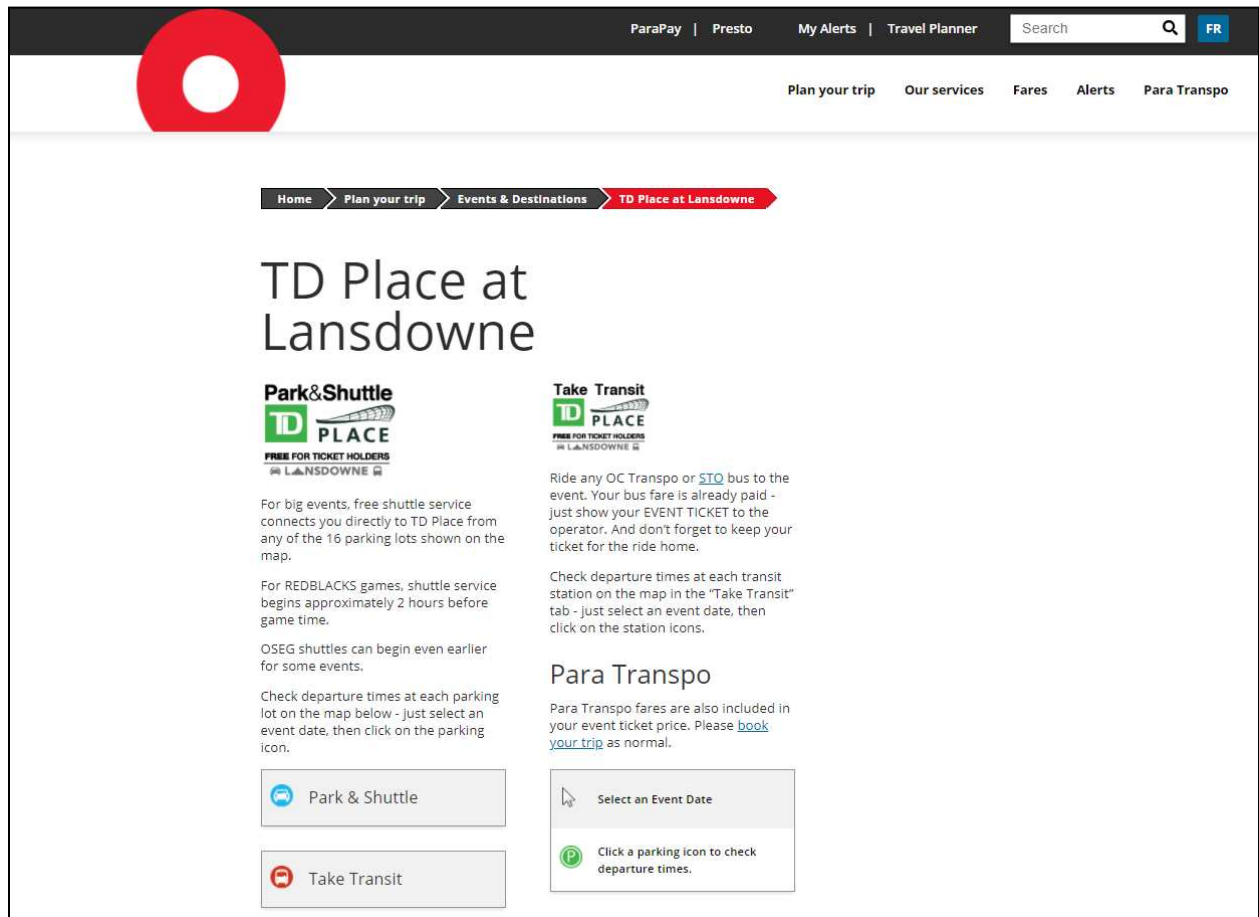 ParaPay | Presto My Alerts | Travel Planner Search FR
Plan your trip Our services Fares Alerts Para Transpo
Home Plan your trip Events & Destinations TD Place at Lansdowne
TD Place at
Lansdowne
Park&Shuttle
TD
PLACE
FREE FOR TICKET HOLDERS
LANSDOWNE
For big events, free shuttle service
connects you directly to TD Place from
any of the 16 parking lots shown on the
map.
For REDBLACKS games, shuttle service
begins approximately 2 hours before
game time.
OSEG shuttles can begin even earlier
for some events.
Check departure times at each parking
lot on the map below - just select an
event date, then click on the parking
icon.
Park & Shuttle
Take Transit
Take Transit
TD
PLACE
FREE FOR TICKET HOLDERS
LANSDOWNE
Ride any OC Transpo or STO bus to the
event. Your bus fare is already paid -
just show your EVENT TICKET to the
operator. And don't forget to keep your
ticket for the ride home.
Check departure times at each transit
station on the map in the "Take Transit"
tab - just select an event date, then
click on the station icons.
Para Transpo
Para Transpo fares are also included in
your event ticket price. Please book
your trip as normal.
Select an Event Date
P
Click a parking icon to check
departure times.